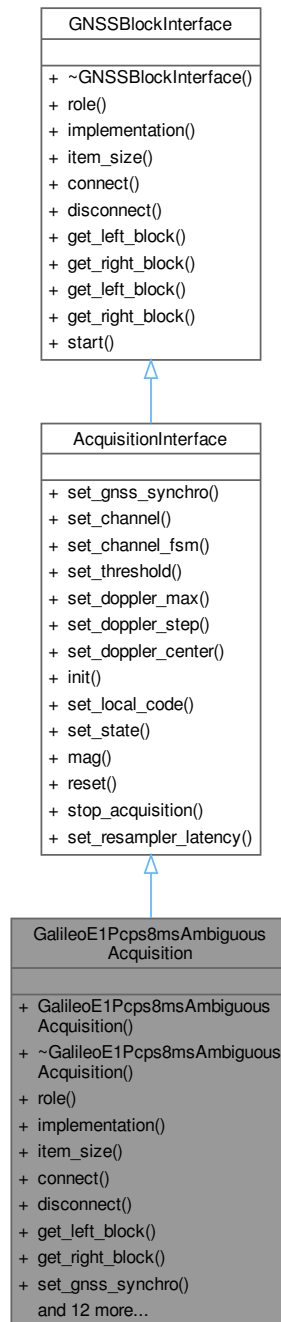 GNSSBlockInterface
+ ~GNSSBlockInterface()
+ role()
+ implementation()
+ item_size()
+ connect()
+ disconnect()
+ get_left_block()
+ get_right_block()
+ get_left_block()
+ get_right_block()
+ start()
AcquisitionInterface
+ set_gnss_synchro()
+ set_channel()
+ set_channel_fsm()
+ set_threshold()
+ set_doppler_max()
+ set_doppler_step()
+ set_doppler_center()
+ init()
+ set_local_code()
+ set_state()
+ mag()
+ reset()
+ stop_acquisition()
+ set_resampler_latency()
GalileoE1Pcps8msAmbiguous
Acquisition
+ GalileoE1Pcps8msAmbiguous
Acquisition()
+ ~GalileoE1Pcps8msAmbiguous
Acquisition()
+ role()
+ implementation()
+ item_size()
+ connect()
+ disconnect()
+ get_left_block()
+ get_right_block()
+ set_gnss_synchro()
and 12 more...